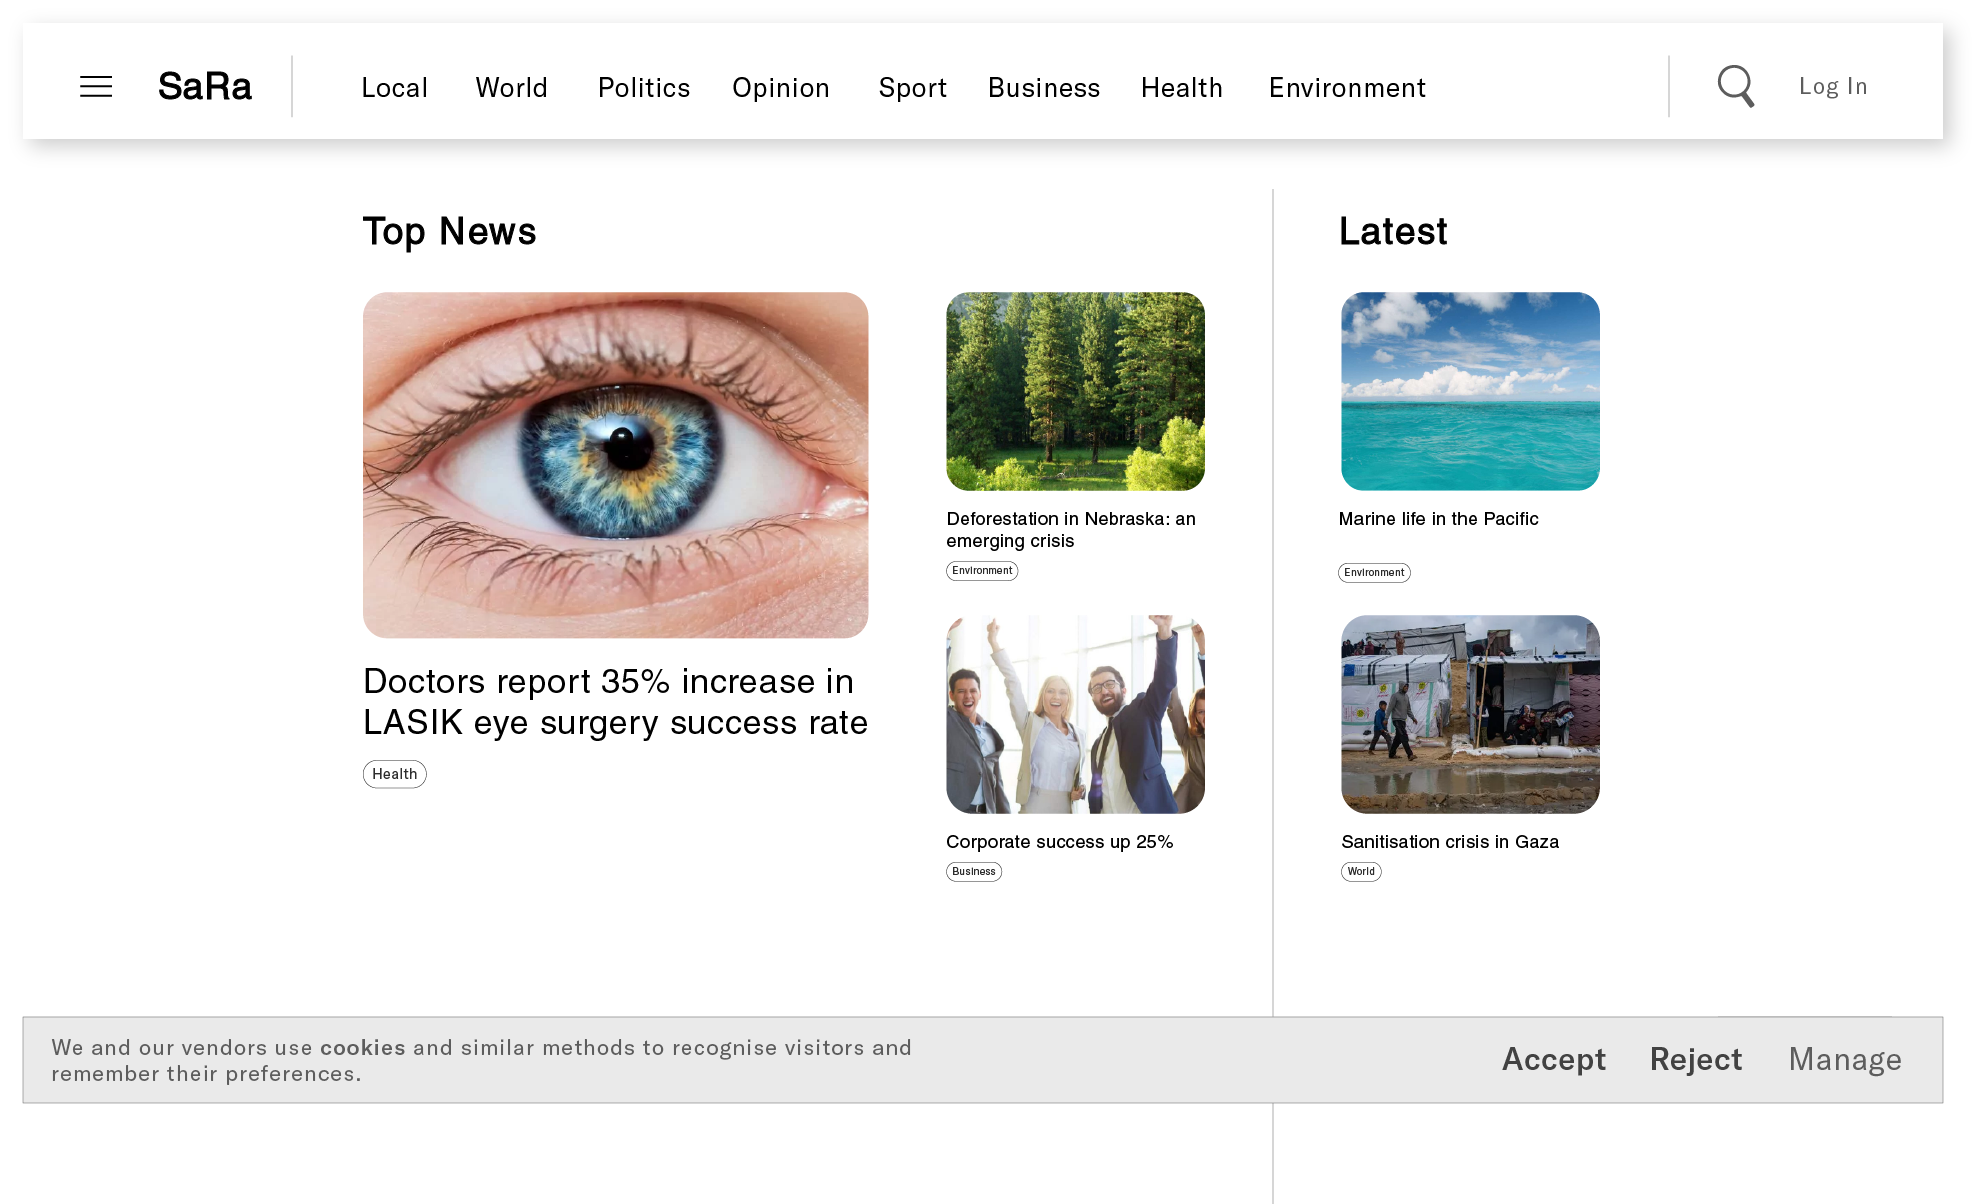 SaRa
Local
World
Politics
Opinion
Sport
Business
Health
Environment
Log In
Top News
Doctors report 35% increase in
LASIK eye surgery success rate
Health
Deforestation in Nebraska: an
emerging crisis
Environment
Corporate success up 25%
Business
Latest
Marine life in the Pacific
Environment
Sanitisation crisis in Gaza
World
We and our vendors use cookies and similar methods to recognise visitors and
remember their preferences.
Accept
Reject
Manage